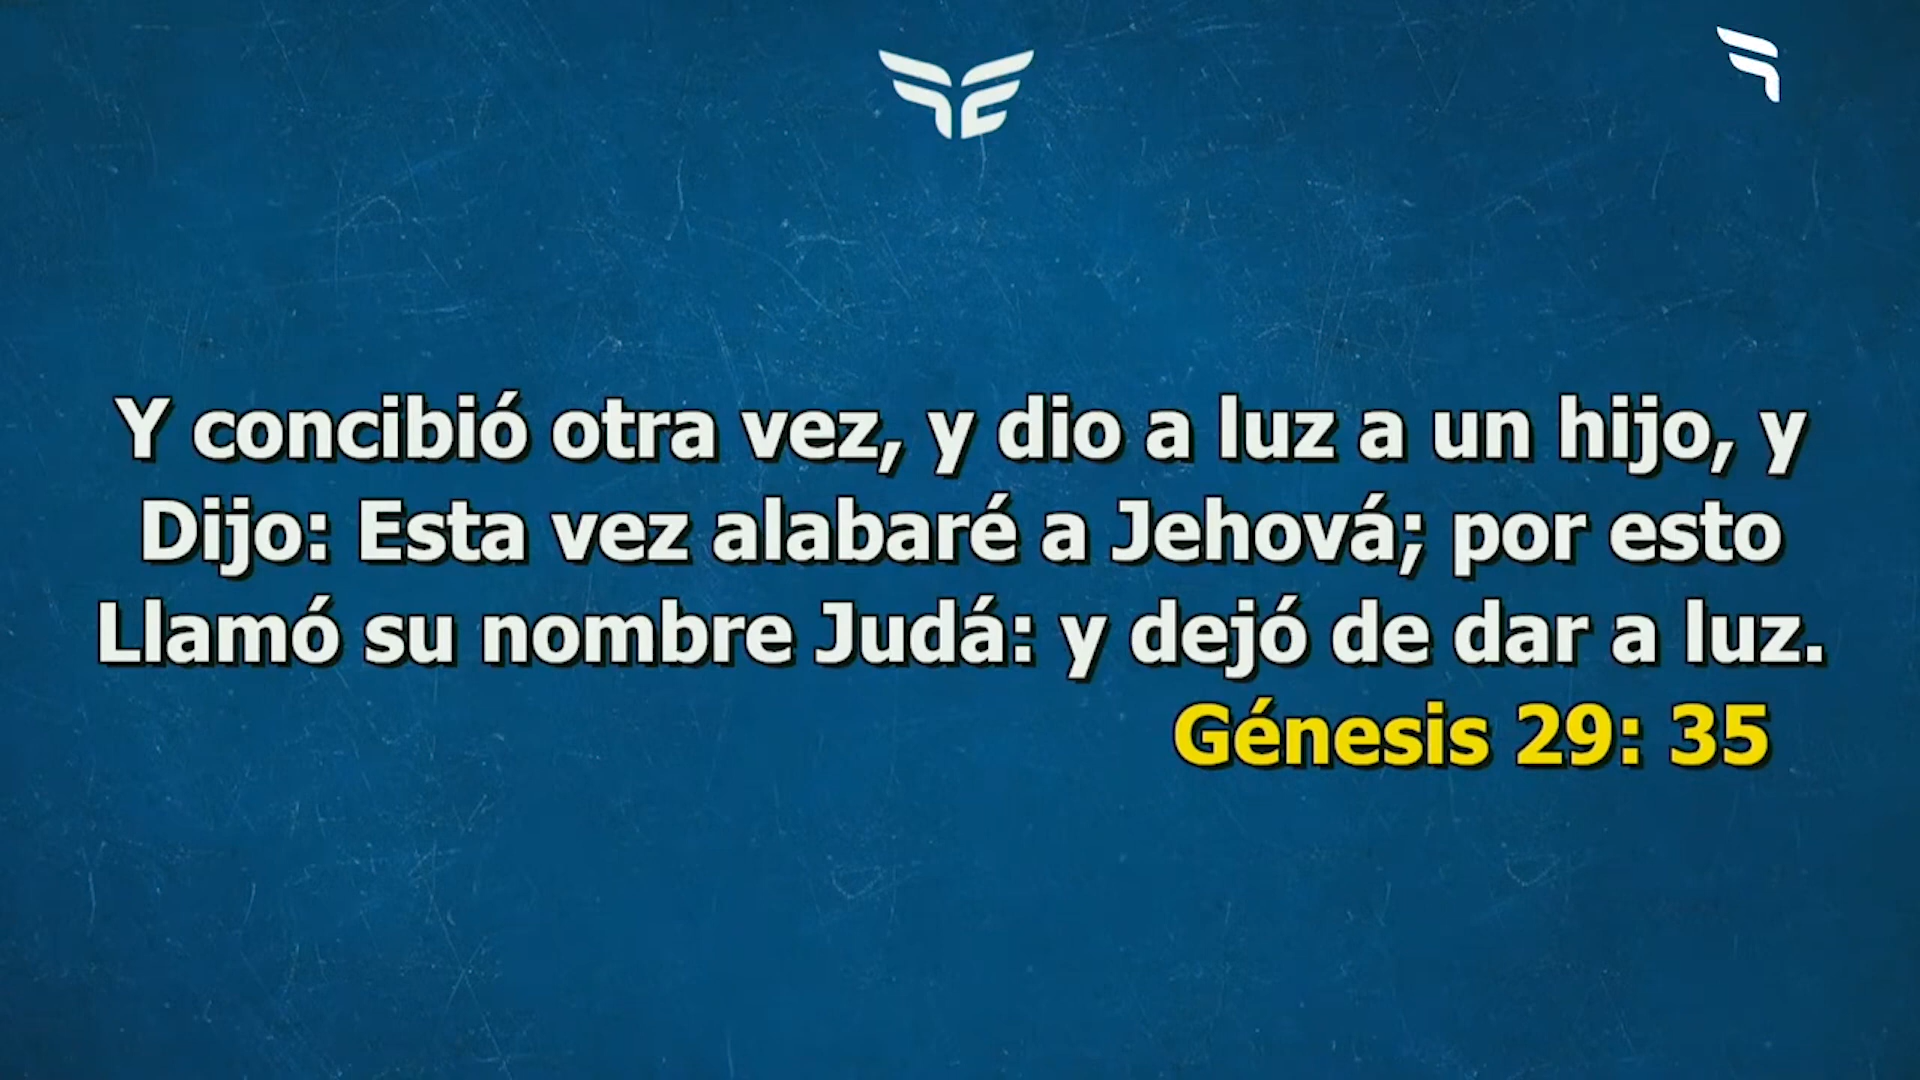 Y concibió otra vez, y dio a luz a un hijo, y
Dijo: Esta vez alabaré a Jehová; por esto
Llamó su nombre Judá: y dejó de dar a luz.
Génesis 29: 35